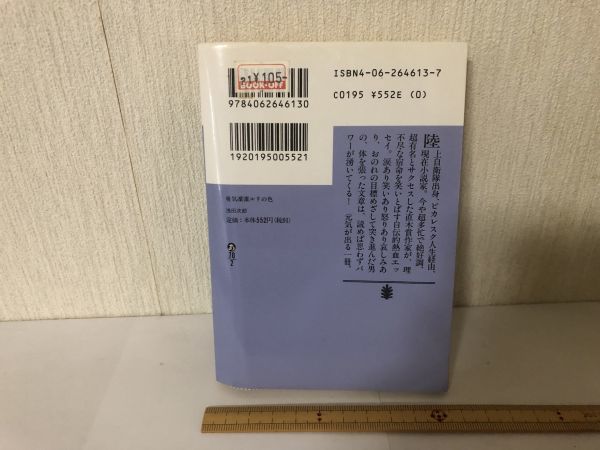 21 ¥105-
BOOK・OFF
9784062646130
1920195005521
ISBN4-06-264613-7
C0195 ¥552E (0)
陸上自衛隊出身、ピカレスク人生経由、
現在小説家。今や超多忙で絶好調、
超有名とサクセスした直木賞作家が、理
不尽な宿命を笑いとばす自伝的熱血エッ
セイ。涙あり笑いあり怒りあり哀しみあ
り、おのれの目標めざして突き進んだ男
の、体を張った文章は、読めば思わずパ
ワーが湧いてくる! 元気が出る一冊。
勇気凛凛ルリの色
浅田次郎
定価：本体552円(税別)
あ
70
2